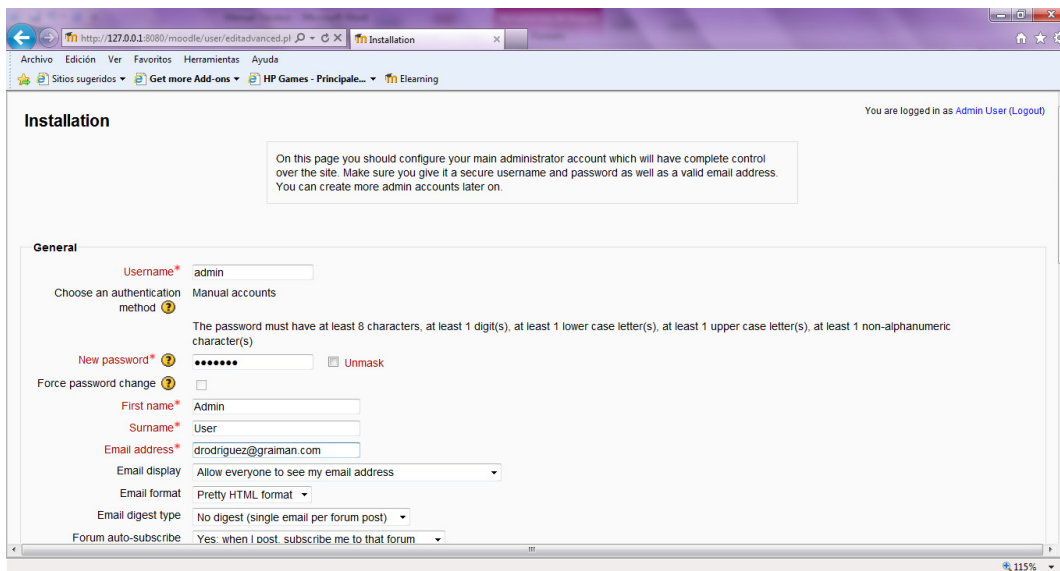 http://127.0.0.1:8080/moodle/user/editadvanced.pl
Installation
Archivo Edición Ver Favoritos Herramientas Ayuda
Sitios sugeridos Get more Add-ons HP Games - Principale... Elearning
You are logged in as Admin User (Logout)
Installation
On this page you should configure your main administrator account which will have complete control
over the site. Make sure you give it a secure username and password as well as a valid email address.
You can create more admin accounts later on.
General
Username* admin
Choose an authentication Manual accounts
method
The password must have at least 8 characters, at least 1 digit(s), at least 1 lower case letter(s), at least 1 upper case letter(s), at least 1 non-alphanumeric
character(s)
New password* ••••••• Unmask
Force password change
First name* Admin
Surname* User
Email address* drodriguez@graiman.com
Email display Allow everyone to see my email address
Email format Pretty HTML format
Email digest type No digest (single email per forum post)
Forum auto-subscribe Yes: when I post, subscribe me to that forum
115%